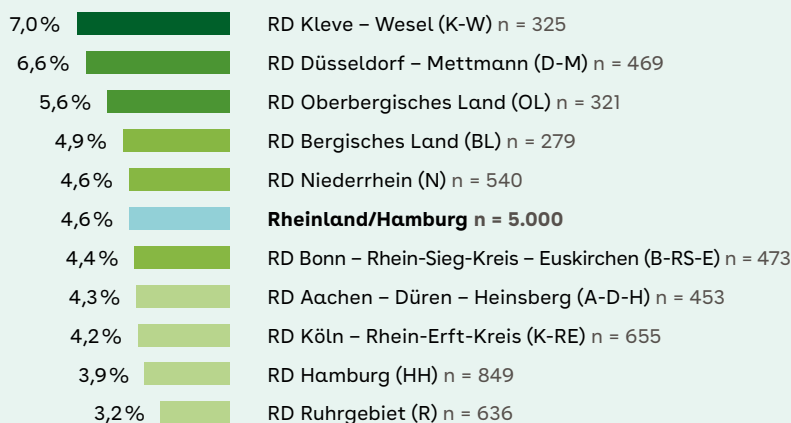 7,0% RD Kleve – Wesel (K-W) n = 325
6,6% RD Düsseldorf – Mettmann (D-M) n = 469
5,6% RD Oberbergisches Land (OL) n = 321
4,9% RD Bergisches Land (BL) n = 279
4,6% RD Niederrhein (N) n = 540
4,6% Rheinland/Hamburg n = 5.000
4,4% RD Bonn – Rhein-Sieg-Kreis – Euskirchen (B-RS-E) n = 473
4,3% RD Aachen – Düren – Heinsberg (A-D-H) n = 453
4,2% RD Köln – Rhein-Erft-Kreis (K-RE) n = 655
3,9% RD Hamburg (HH) n = 849
3,2% RD Ruhrgebiet (R) n = 636